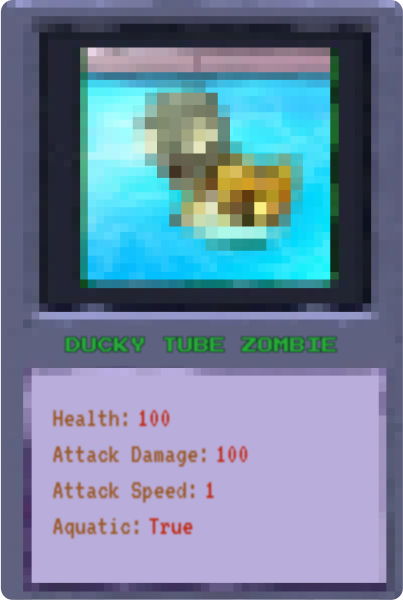 DUCKY TUBE ZOMBIE
Health: 100
Attack Damage: 100
Attack Speed: 1
Aquatic: True